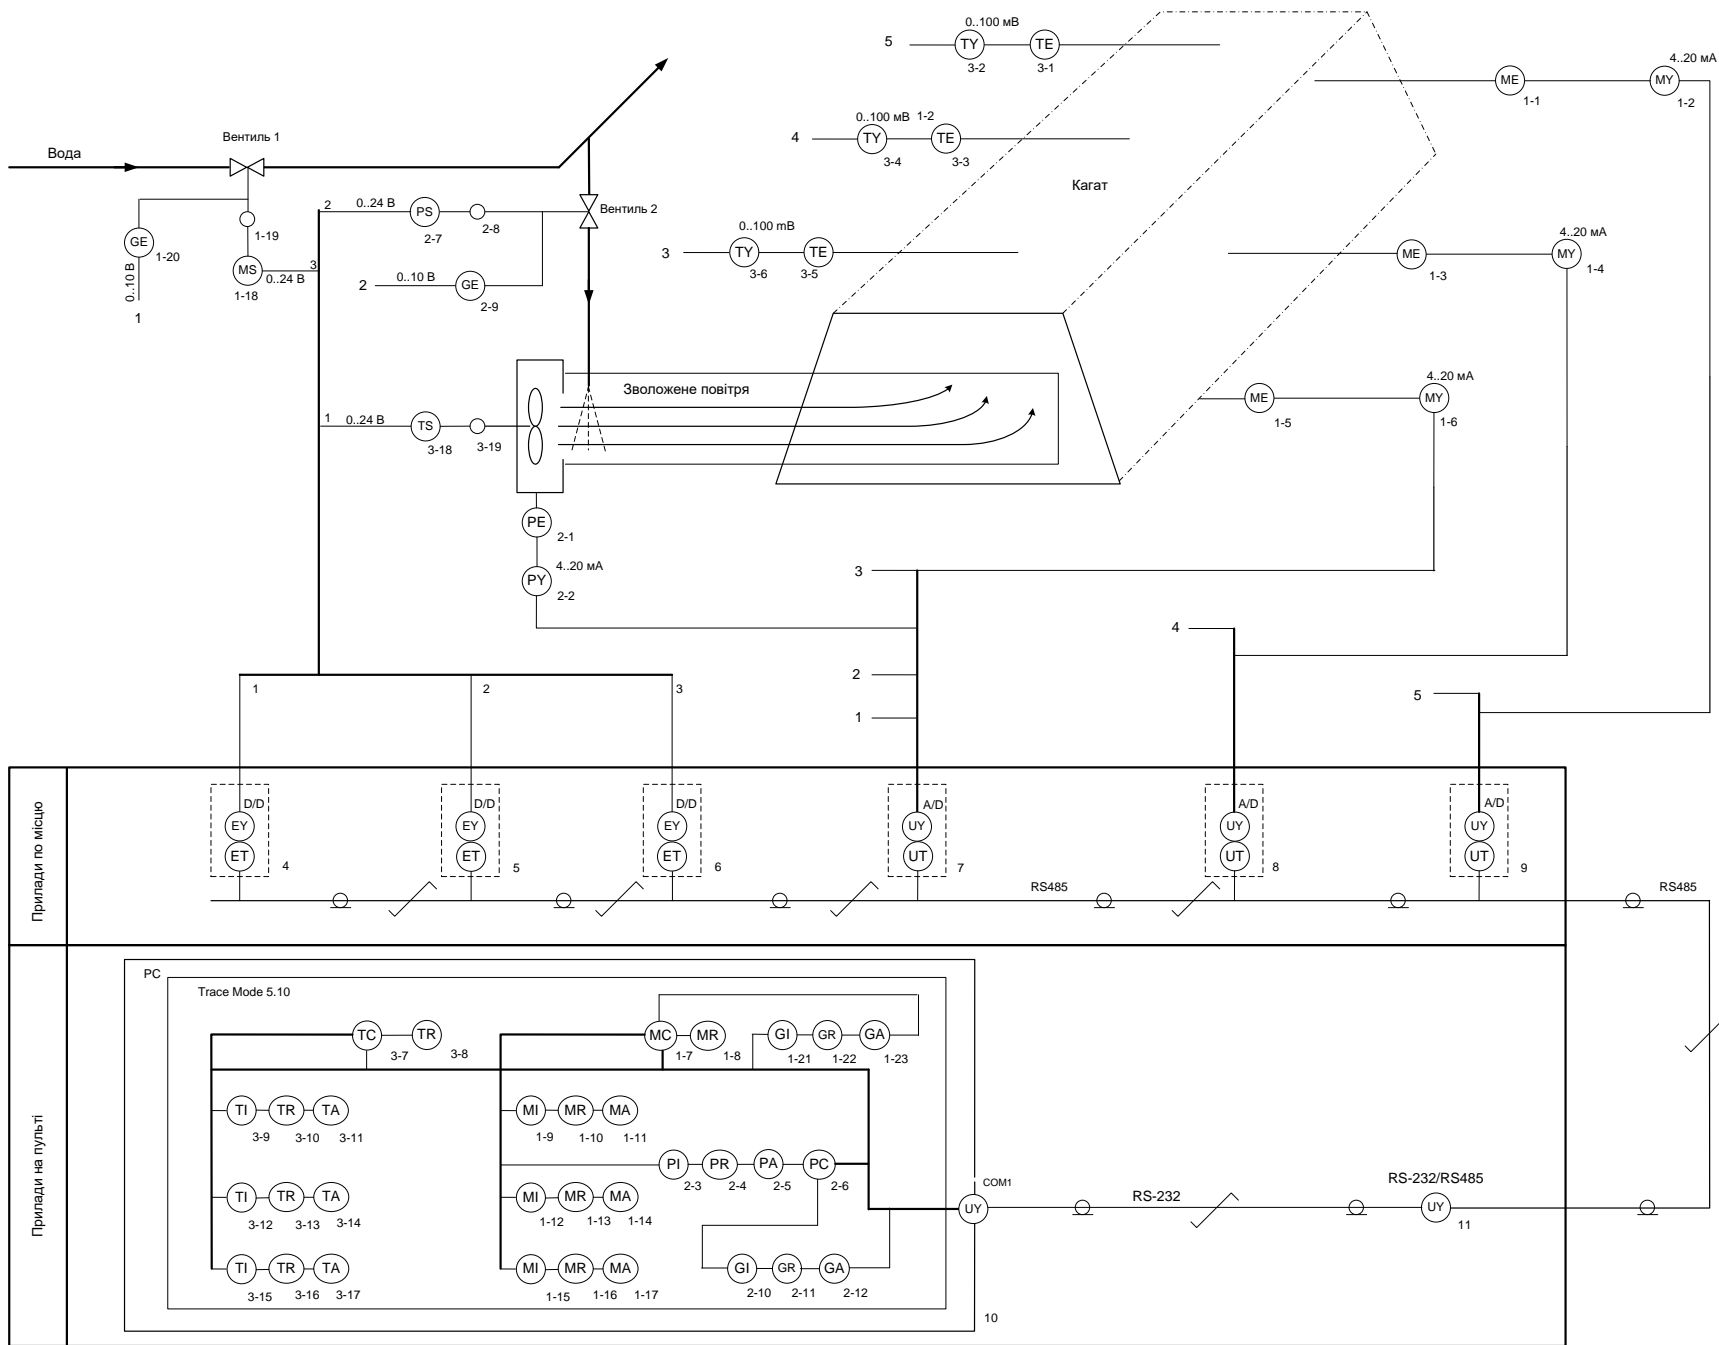 0..100 мВ
5
TY
TE
3-2
3-1
4..20 мА
ME
MY
1-1
1-2
Вентиль 1
Вода
0..100 мВ
1-2
4
TY
TE
3-4
3-3
Кагат
2
0..24 В
PS
2-7
2-8
Вентиль 2
1-19
GE
1-20
MS
1-18
0..24 В
3
0..10 В
1
0..100 mВ
3
TY
TE
3-6
3-5
4..20 мА
ME
MY
1-3
1-4
2
0..10 В
GE
2-9
Зволожене повітря
4..20 мА
ME
MY
1-5
1-6
1
0..24 В
TS
3-18
3-19
PE
2-1
4..20 мА
PY
2-2
3
4
2
5
1
1
2
3
Прилади по місцю
D/D
EY
ET
4
D/D
EY
ET
5
D/D
EY
ET
6
A/D
UY
UT
7
A/D
UY
UT
8
A/D
UY
UT
9
RS485
RS485
Прилади на пульті
PC
Trace Mode 5.10
TC
TR
3-7
3-8
MC
MR
1-7
1-8
GI
GR
GA
1-21
1-22
1-23
TI
TR
TA
3-9
3-10
3-11
MI
MR
MA
1-9
1-10
1-11
PI
PR
PA
PC
2-3
2-4
2-5
2-6
TI
TR
TA
3-12
3-13
3-14
MI
MR
MA
1-12
1-13
1-14
COM1
UY
RS-232
RS-232/RS485
UY
11
TI
TR
TA
3-15
3-16
3-17
MI
MR
MA
1-15
1-16
1-17
GI
GR
GA
2-10
2-11
2-12
10